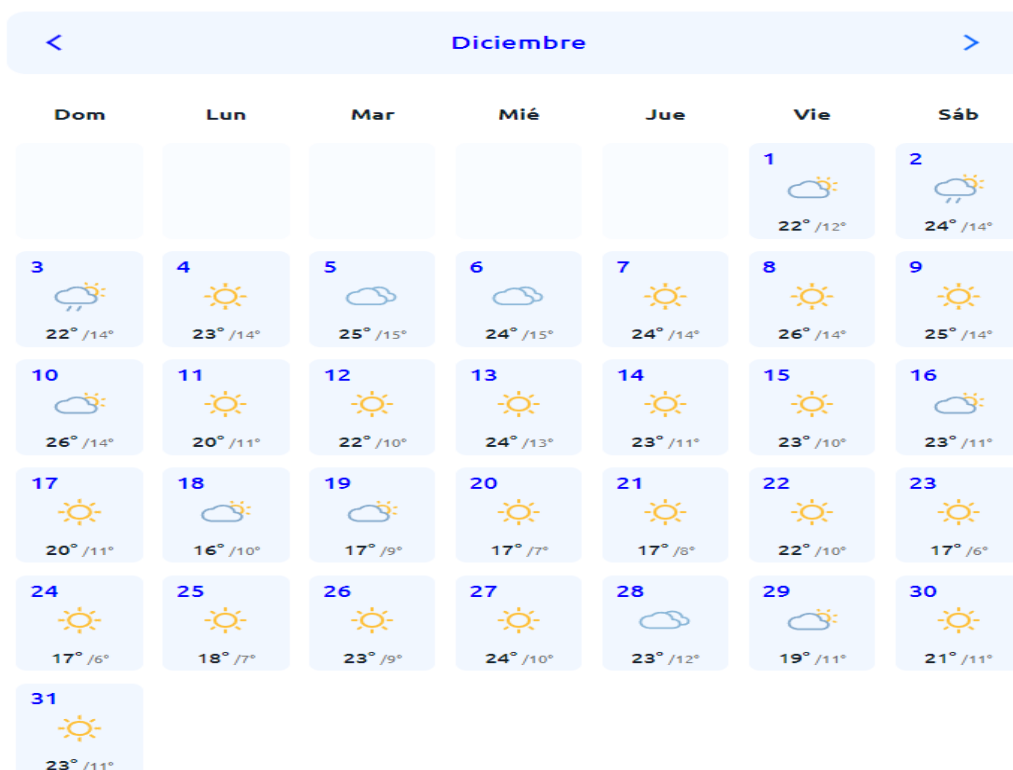 Diciembre
Dom Lun Mar Mié Jue Vie Sáb
1 2
22° /12° 24° /14°
3 4 5 6 7 8 9
22° /14° 23° /14° 25° /15° 24° /15° 24° /14° 26° /14° 25° /14°
10 11 12 13 14 15 16
26° /14° 20° /11° 22° /10° 24° /13° 23° /11° 23° /10° 23° /11°
17 18 19 20 21 22 23
20° /11° 16° /10° 17° /9° 17° /7° 17° /8° 22° /10° 17° /6°
24 25 26 27 28 29 30
17° /6° 18° /7° 23° /9° 24° /10° 23° /12° 19° /11° 21° /11°
31
23° /11°